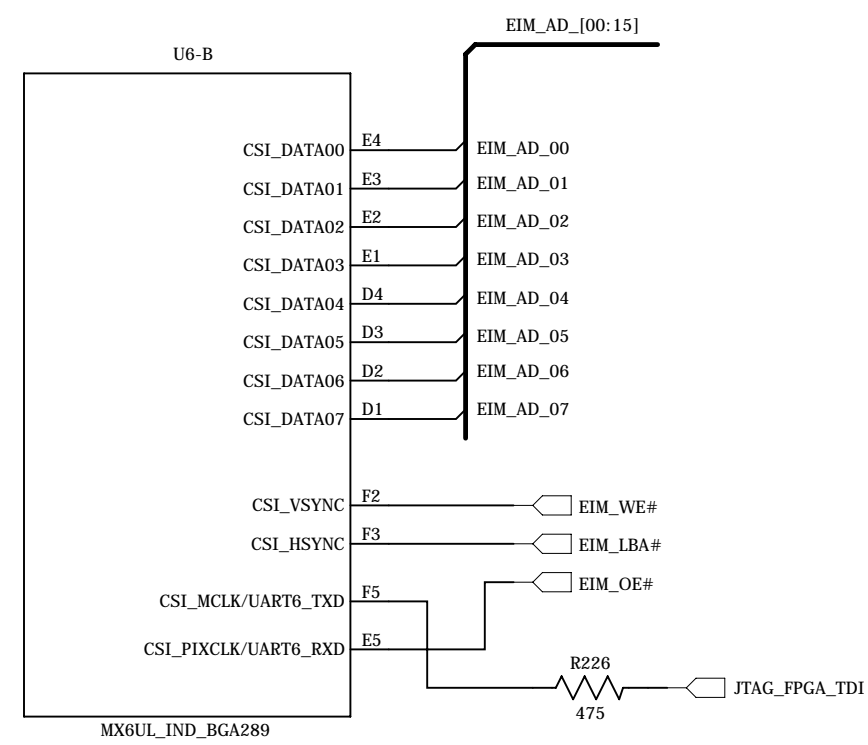 EIM_AD_[00:15]
U6-B
CSI_DATA00 E4 EIM_AD_00
CSI_DATA01 E3 EIM_AD_01
CSI_DATA02 E2 EIM_AD_02
CSI_DATA03 E1 EIM_AD_03
CSI_DATA04 D4 EIM_AD_04
CSI_DATA05 D3 EIM_AD_05
CSI_DATA06 D2 EIM_AD_06
CSI_DATA07 D1 EIM_AD_07
CSI_VSYNC F2 EIM_WE#
CSI_HSYNC F3 EIM_LBA#
EIM_OE#
CSI_MCLK/UART6_TXD F5
CSI_PIXCLK/UART6_RXD E5
R226
JTAG_FPGA_TDI
475
MX6UL_IND_BGA289